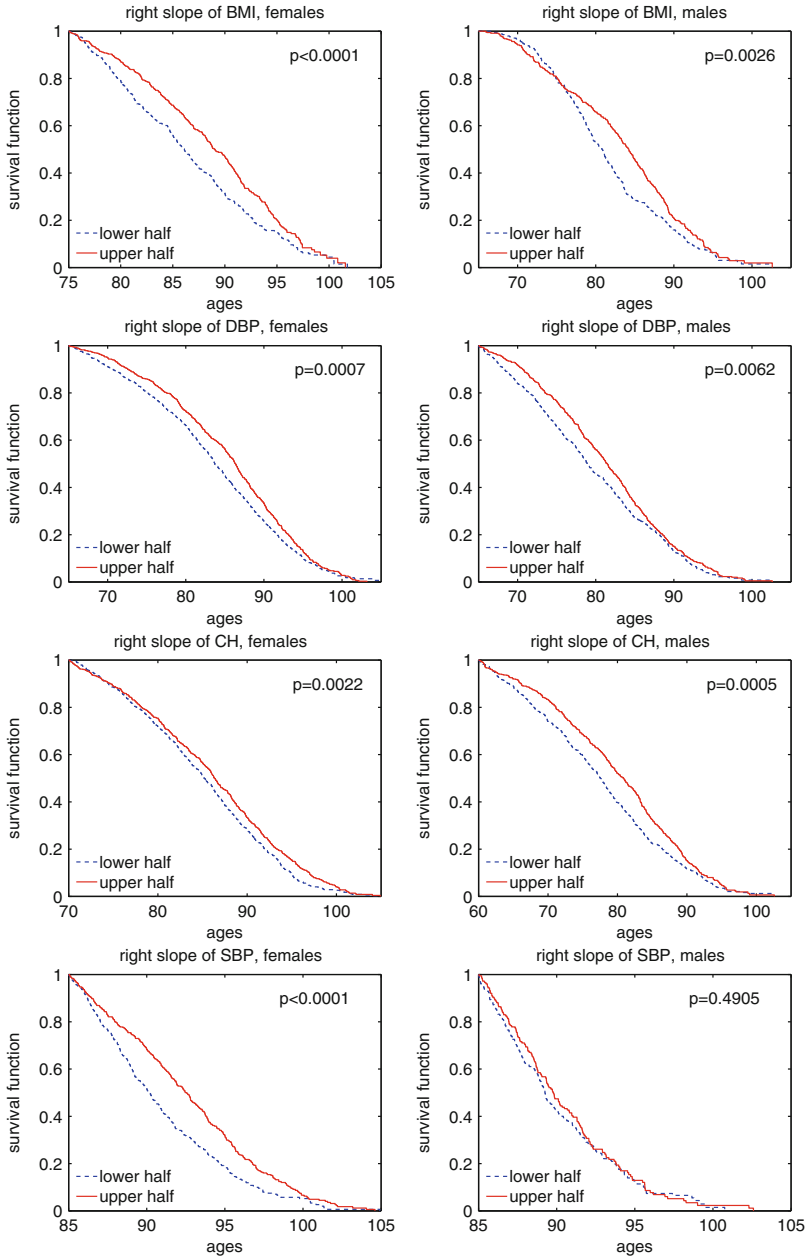 right slope of BMI, females
p<0.0001
survival function
1
0.8
0.6
0.4
0.2
0
lower half
upper half
75 80 85 90 95 100 105
ages
right slope of BMI, males
p=0.0026
survival function
1
0.8
0.6
0.4
0.2
0
lower half
upper half
70 80 90 100
ages
right slope of DBP, females
p=0.0007
survival function
1
0.8
0.6
0.4
0.2
0
lower half
upper half
70 80 90 100
ages
right slope of DBP, males
p=0.0062
survival function
1
0.8
0.6
0.4
0.2
0
lower half
upper half
70 80 90 100
ages
right slope of CH, females
p=0.0022
survival function
1
0.8
0.6
0.4
0.2
0
lower half
upper half
70 80 90 100
ages
right slope of CH, males
p=0.0005
survival function
1
0.8
0.6
0.4
0.2
0
lower half
upper half
60 70 80 90 100
ages
right slope of SBP, females
p<0.0001
survival function
1
0.8
0.6
0.4
0.2
0
lower half
upper half
85 90 95 100 105
ages
right slope of SBP, males
p=0.4905
survival function
1
0.8
0.6
0.4
0.2
0
lower half
upper half
85 90 95 100 105
ages